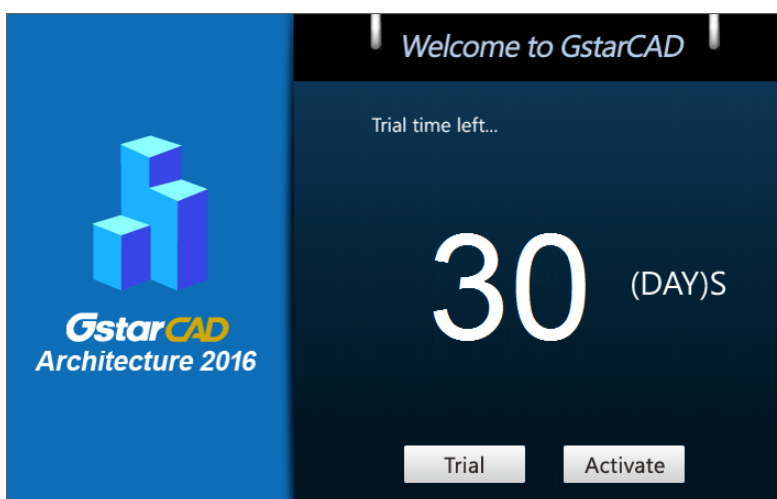 Welcome to GstarCAD
Trial time left...
30 (DAY)S
GstarCAD
Architecture 2016
Trial Activate